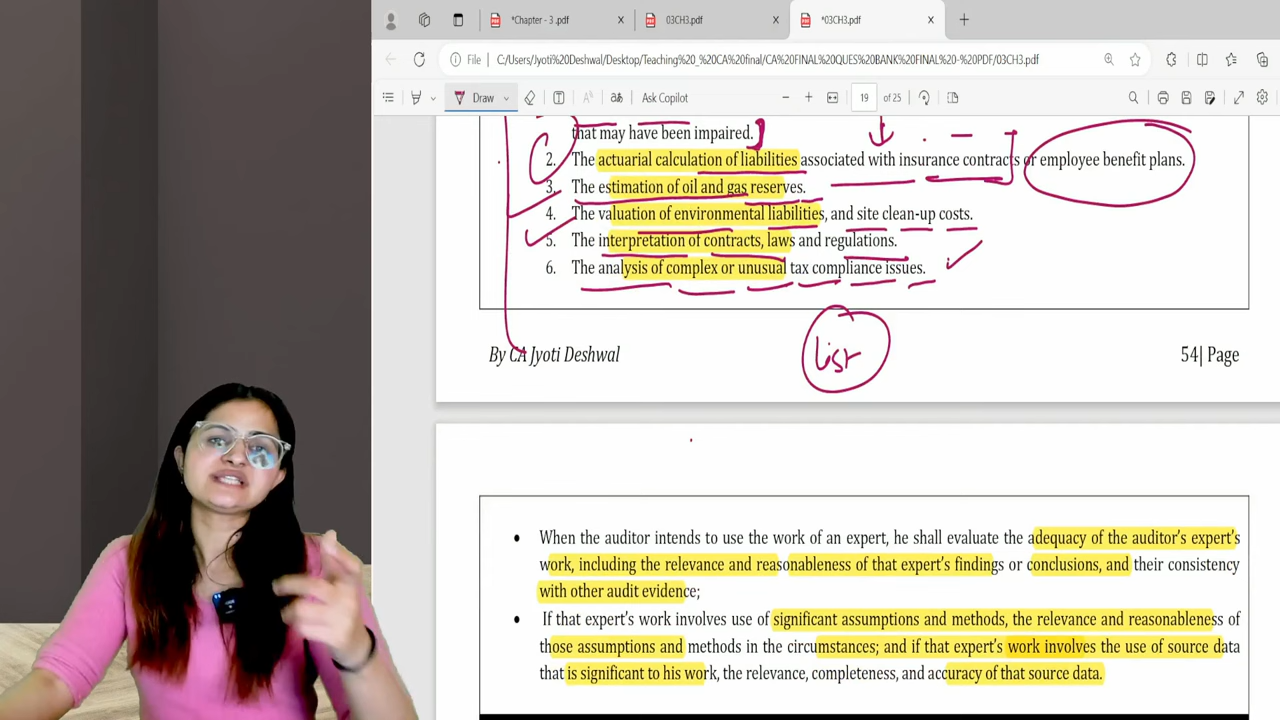 *Chapter - 3 .pdf
03CH3.pdf
*03CH3.pdf
File
C:/Users/Jyoti%20Deshwal/Desktop/Teaching%20_%20CA%20final/CA%20FINAL%20QUES%20BANK%20FINAL%20-%20PDF/03CH3.pdf
Draw
Ask Copilot
19 of 25
that may have been impaired.
2. The actuarial calculation of liabilities associated with insurance contracts or employee benefit plans.
3. The estimation of oil and gas reserves.
4. The valuation of environmental liabilities, and site clean-up costs.
5. The interpretation of contracts, laws and regulations.
6. The analysis of complex or unusual tax compliance issues.
List
By CA Jyoti Deshwal
54| Page
• When the auditor intends to use the work of an expert, he shall evaluate the adequacy of the auditor's expert's
work, including the relevance and reasonableness of that expert's findings or conclusions, and their consistency
with other audit evidence;
• If that expert's work involves use of significant assumptions and methods, the relevance and reasonableness of
those assumptions and methods in the circumstances; and if that expert's work involves the use of source data
that is significant to his work, the relevance, completeness, and accuracy of that source data.